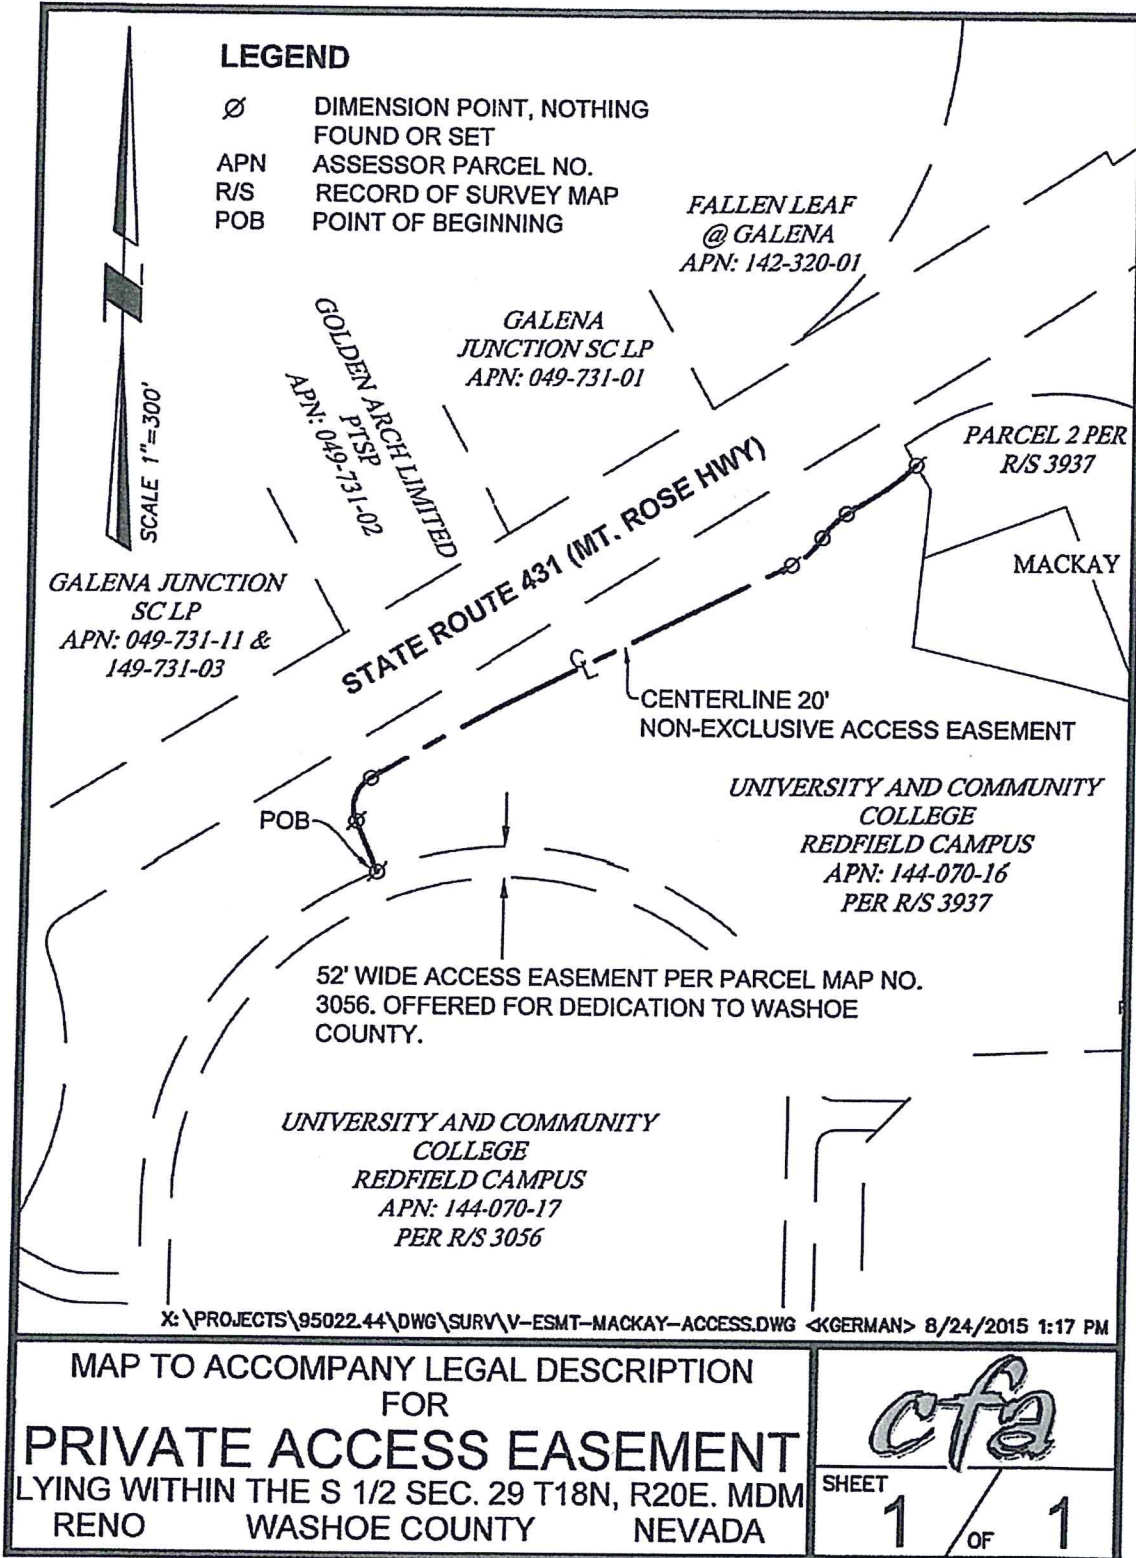 LEGEND
Ø DIMENSION POINT, NOTHING
FOUND OR SET
APN ASSESSOR PARCEL NO.
R/S RECORD OF SURVEY MAP
POB POINT OF BEGINNING
SCALE 1"=300'
FALLEN LEAF
@ GALENA
APN: 142-320-01
GALENA
JUNCTION SC LP
APN: 049-731-01
GOLDEN ARCH LIMITED
PTSP
APN: 049-731-02
GALENA JUNCTION
SC LP
APN: 049-731-11 &
149-731-03
STATE ROUTE 431 (MT. ROSE HWY)
PARCEL 2 PER
R/S 3937
MACKAY
CL
CENTERLINE 20'
NON-EXCLUSIVE ACCESS EASEMENT
POB
UNIVERSITY AND COMMUNITY
COLLEGE
REDFIELD CAMPUS
APN: 144-070-16
PER R/S 3937
52' WIDE ACCESS EASEMENT PER PARCEL MAP NO.
3056. OFFERED FOR DEDICATION TO WASHOE
COUNTY.
UNIVERSITY AND COMMUNITY
COLLEGE
REDFIELD CAMPUS
APN: 144-070-17
PER R/S 3056
X:\PROJECTS\95022.44\DWG\SURV\V-ESMT-MACKAY-ACCESS.DWG <KGERMAN> 8/24/2015 1:17 PM
MAP TO ACCOMPANY LEGAL DESCRIPTION
FOR
PRIVATE ACCESS EASEMENT
LYING WITHIN THE S 1/2 SEC. 29 T18N, R20E. MDM
RENO WASHOE COUNTY NEVADA
cfa
SHEET
1 OF 1